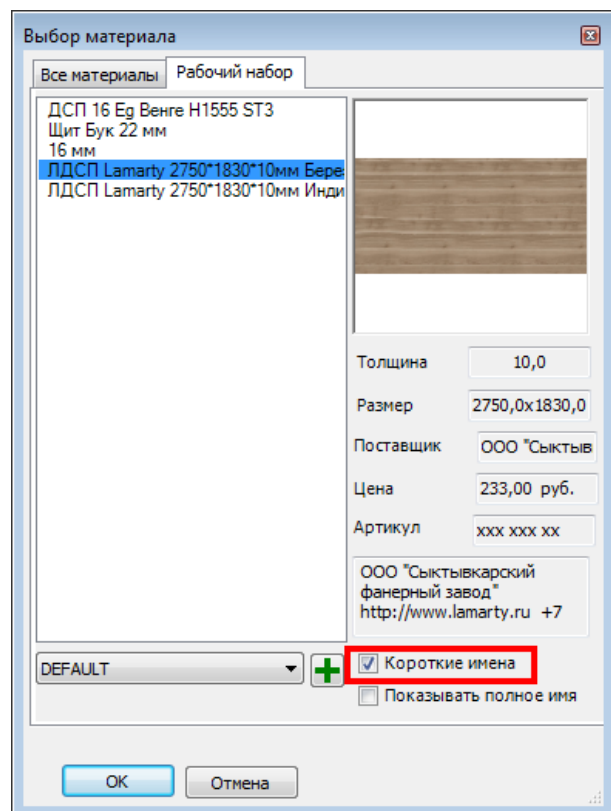 Выбор материала
Все материалы
Рабочий набор
ДСП 16 Eg Венге H1555 ST3
Щит Бук 22 мм
16 мм
ЛДСП Lamarty 2750*1830*10мм Бере
ЛДСП Lamarty 2750*1830*10мм Инди
Толщина 10,0
Размер 2750,0x1830,0
Поставщик ООО "Сыктыв
Цена 233,00 руб.
Артикул xxx xxx xx
ООО "Сыктывкарский
фанерный завод"
http://www.lamarty.ru +7
DEFAULT
Короткие имена
Показывать полное имя
OK
Отмена